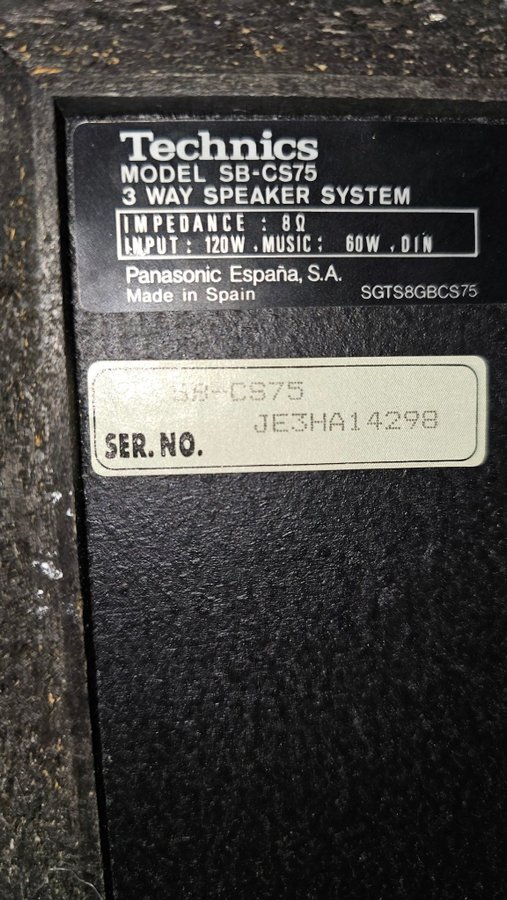 Technics
MODEL SB-CS75
3 WAY SPEAKER SYSTEM
IMPEDANCE : 8Ω
INPUT : 120W . MUSIC : 60W . DIN
Panasonic España, S.A.
Made in Spain SGTS8GBCS75
SB-CS75
JE3HA14298
SER. NO.